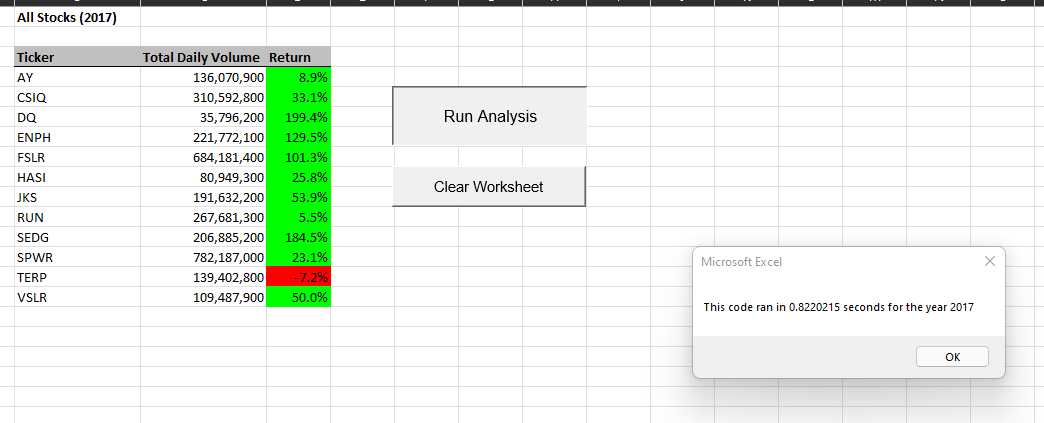 All Stocks (2017)
Ticker Total Daily Volume Return
AY 136,070,900 8.9%
CSIQ 310,592,800 33.1%
DQ 35,796,200 199.4%
ENPH 221,772,100 129.5%
FSLR 684,181,400 101.3%
HASI 80,949,300 25.8%
JKS 191,632,200 53.9%
RUN 267,681,300 5.5%
SEDG 206,885,200 184.5%
SPWR 782,187,000 23.1%
TERP 139,402,800 -7.2%
VSLR 109,487,900 50.0%
Run Analysis
Clear Worksheet
Microsoft Excel
This code ran in 0.8220215 seconds for the year 2017
OK